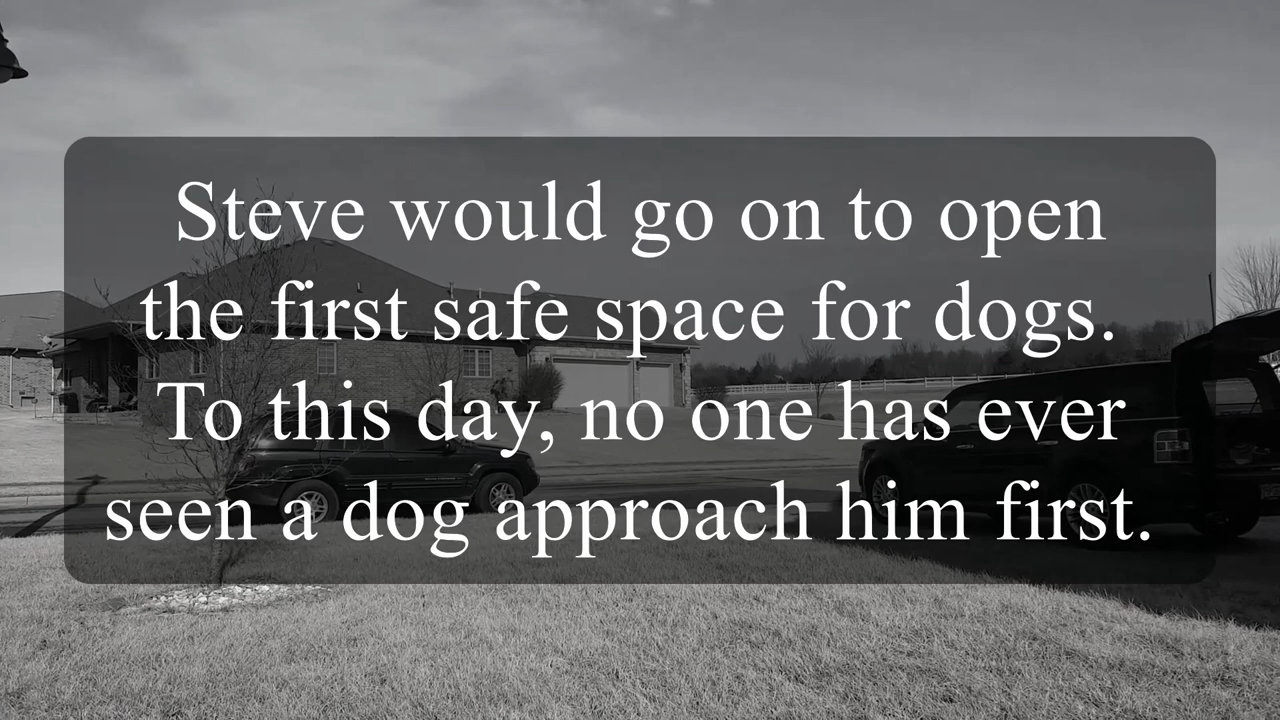 Steve would go on to open
the first safe space for dogs.
To this day, no one has ever
seen a dog approach him first.